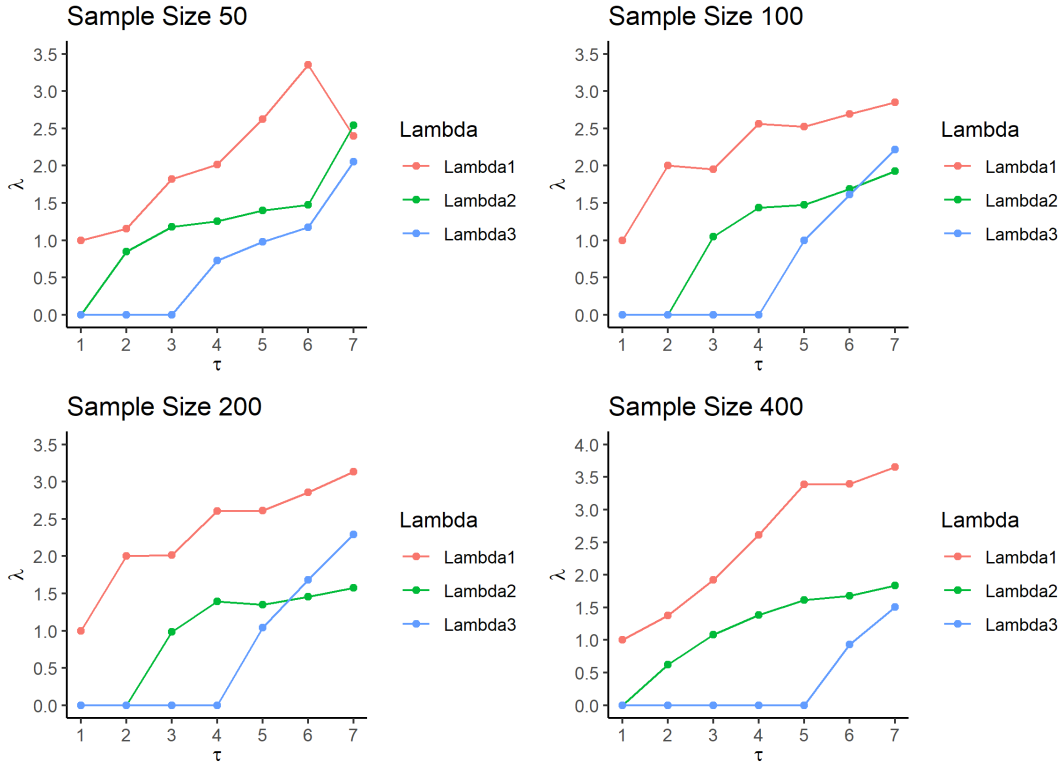 Sample Size 50
3.5
3.0
2.5
2.0
1.5
1.0
0.5
0.0
λ
1 2 3 4 5 6 7
τ
Lambda
Lambda1
Lambda2
Lambda3
Sample Size 100
3.5
3.0
2.5
2.0
1.5
1.0
0.5
0.0
λ
1 2 3 4 5 6 7
τ
Lambda
Lambda1
Lambda2
Lambda3
Sample Size 200
3.5
3.0
2.5
2.0
1.5
1.0
0.5
0.0
λ
1 2 3 4 5 6 7
τ
Lambda
Lambda1
Lambda2
Lambda3
Sample Size 400
4.0
3.5
3.0
2.5
2.0
1.5
1.0
0.5
0.0
λ
1 2 3 4 5 6 7
τ
Lambda
Lambda1
Lambda2
Lambda3